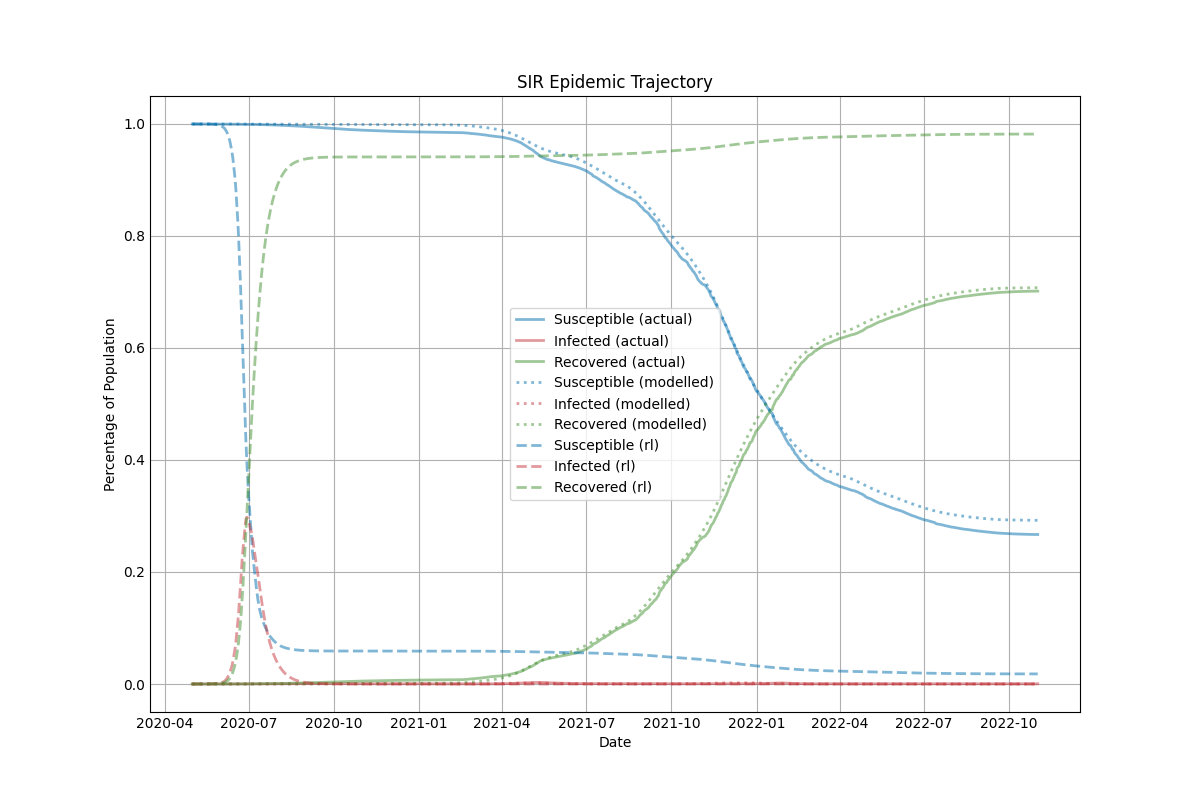 SIR Epidemic Trajectory
Percentage of Population
1.0
0.8
0.6
0.4
0.2
0.0
Susceptible (actual)
Infected (actual)
Recovered (actual)
Susceptible (modelled)
Infected (modelled)
Recovered (modelled)
Susceptible (rl)
Infected (rl)
Recovered (rl)
2020-04 2020-07 2020-10 2021-01 2021-04 2021-07 2021-10 2022-01 2022-04 2022-07 2022-10
Date